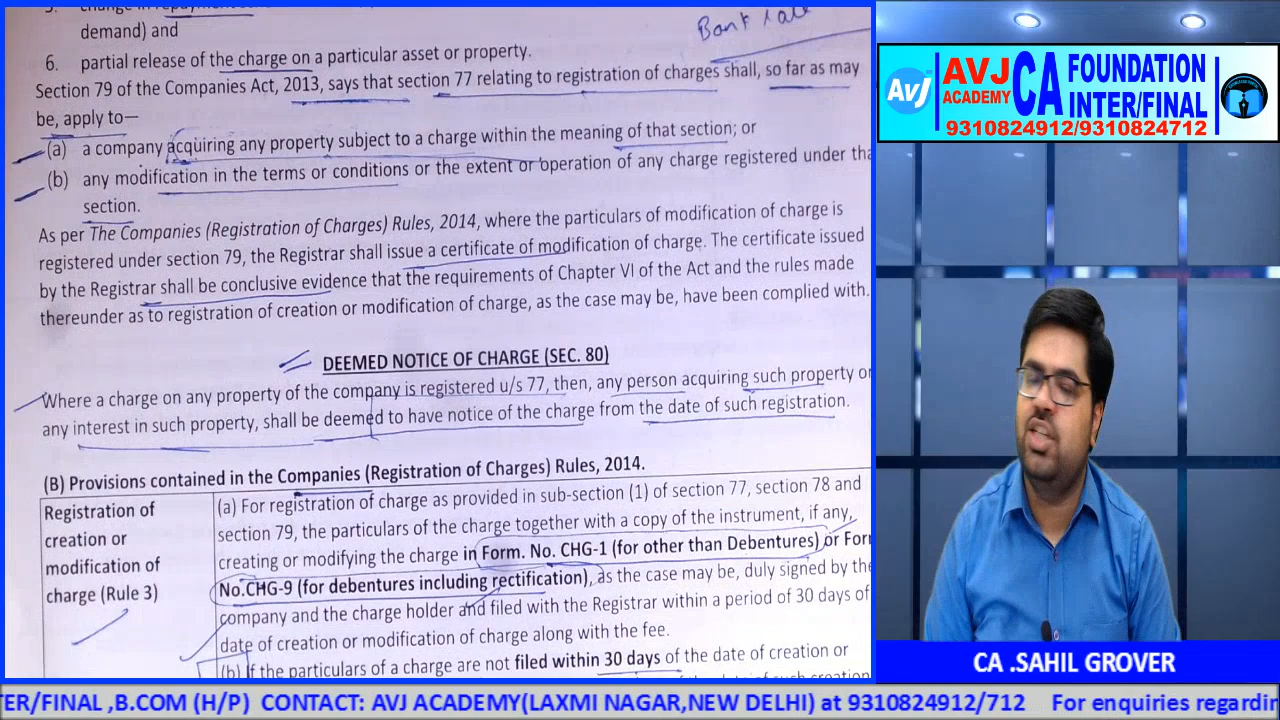 demand) and
6. partial release of the charge on a particular asset or property.
Bank rate
Section 79 of the Companies Act, 2013, says that section 77 relating to registration of charges shall, so far as may
be, apply to—
(a) a company acquiring any property subject to a charge within the meaning of that section; or
(b) any modification in the terms or conditions or the extent or operation of any charge registered under tha
section.
As per The Companies (Registration of Charges) Rules, 2014, where the particulars of modification of charge is
registered under section 79, the Registrar shall issue a certificate of modification of charge. The certificate issued
by the Registrar shall be conclusive evidence that the requirements of Chapter VI of the Act and the rules made
thereunder as to registration of creation or modification of charge, as the case may be, have been complied with.
DEEMED NOTICE OF CHARGE (SEC. 80)
Where a charge on any property of the company is registered u/s 77, then, any person acquiring such property or
any interest in such property, shall be deemed to have notice of the charge from the date of such registration.
(B) Provisions contained in the Companies (Registration of Charges) Rules, 2014.
Registration of
creation or
modification of
charge (Rule 3)
(a) For registration of charge as provided in sub-section (1) of section 77, section 78 and
section 79, the particulars of the charge together with a copy of the instrument, if any,
creating or modifying the charge in Form. No. CHG-1 (for other than Debentures) or For
No.CHG-9 (for debentures including rectification), as the case may be, duly signed by the
company and the charge holder and filed with the Registrar within a period of 30 days of
date of creation or modification of charge along with the fee.
(b) If the particulars of a charge are not filed within 30 days of the date of creation or
AVJ
AVJ
ACADEMY
CA
FOUNDATION
INTER/FINAL
9310824912/9310824712
CA .SAHIL GROVER
TER/FINAL ,B.COM (H/P) CONTACT: AVJ ACADEMY(LAXMI NAGAR,NEW DELHI) at 9310824912/712 For enquiries regardin